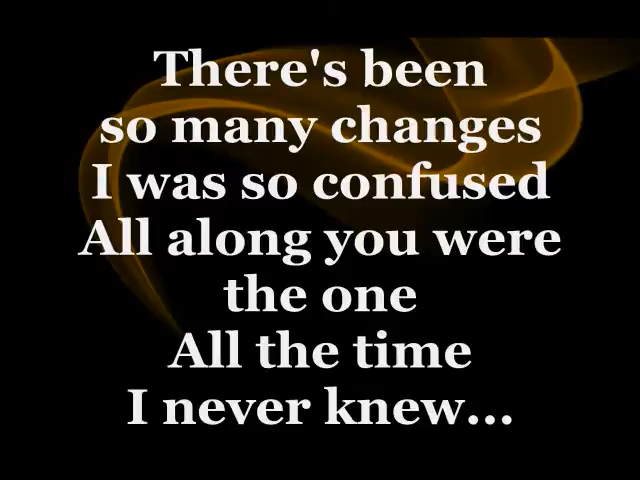 There's been
so many changes
I was so confused
All along you were
the one
All the time
I never knew...